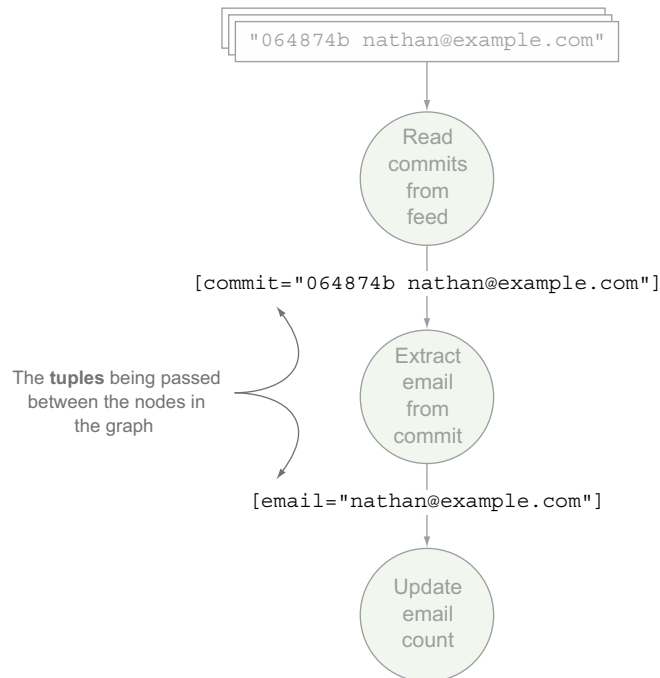 "064874b nathan@example.com"
Read
commits
from
feed
[commit="064874b nathan@example.com"]
Extract
email
from
commit
The tuples being passed
between the nodes in
the graph
[email="nathan@example.com"]
Update
email
count